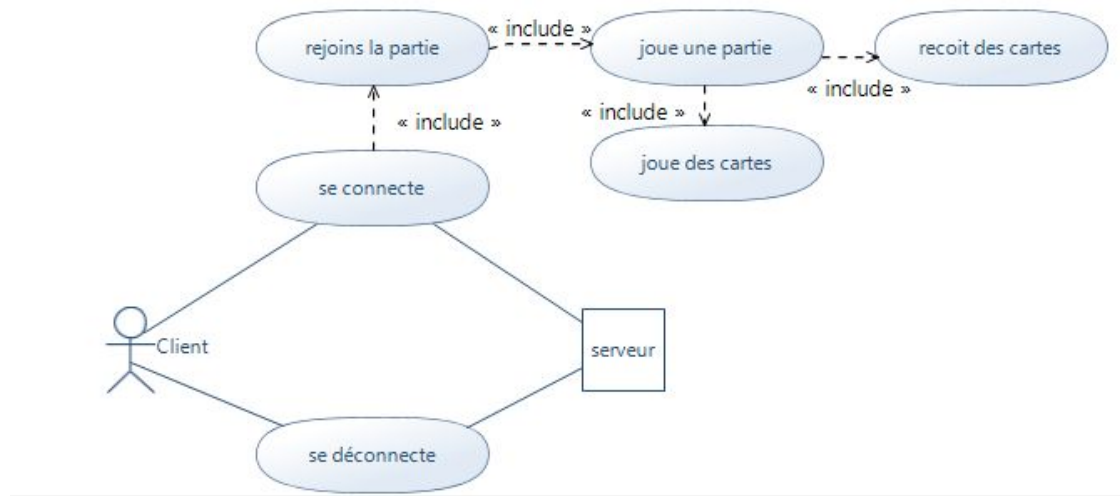 « include »
rejoins la partie
joue une partie
recoit des cartes
« include »
« include »
« include »
joue des cartes
se connecte
Client
serveur
se déconnecte